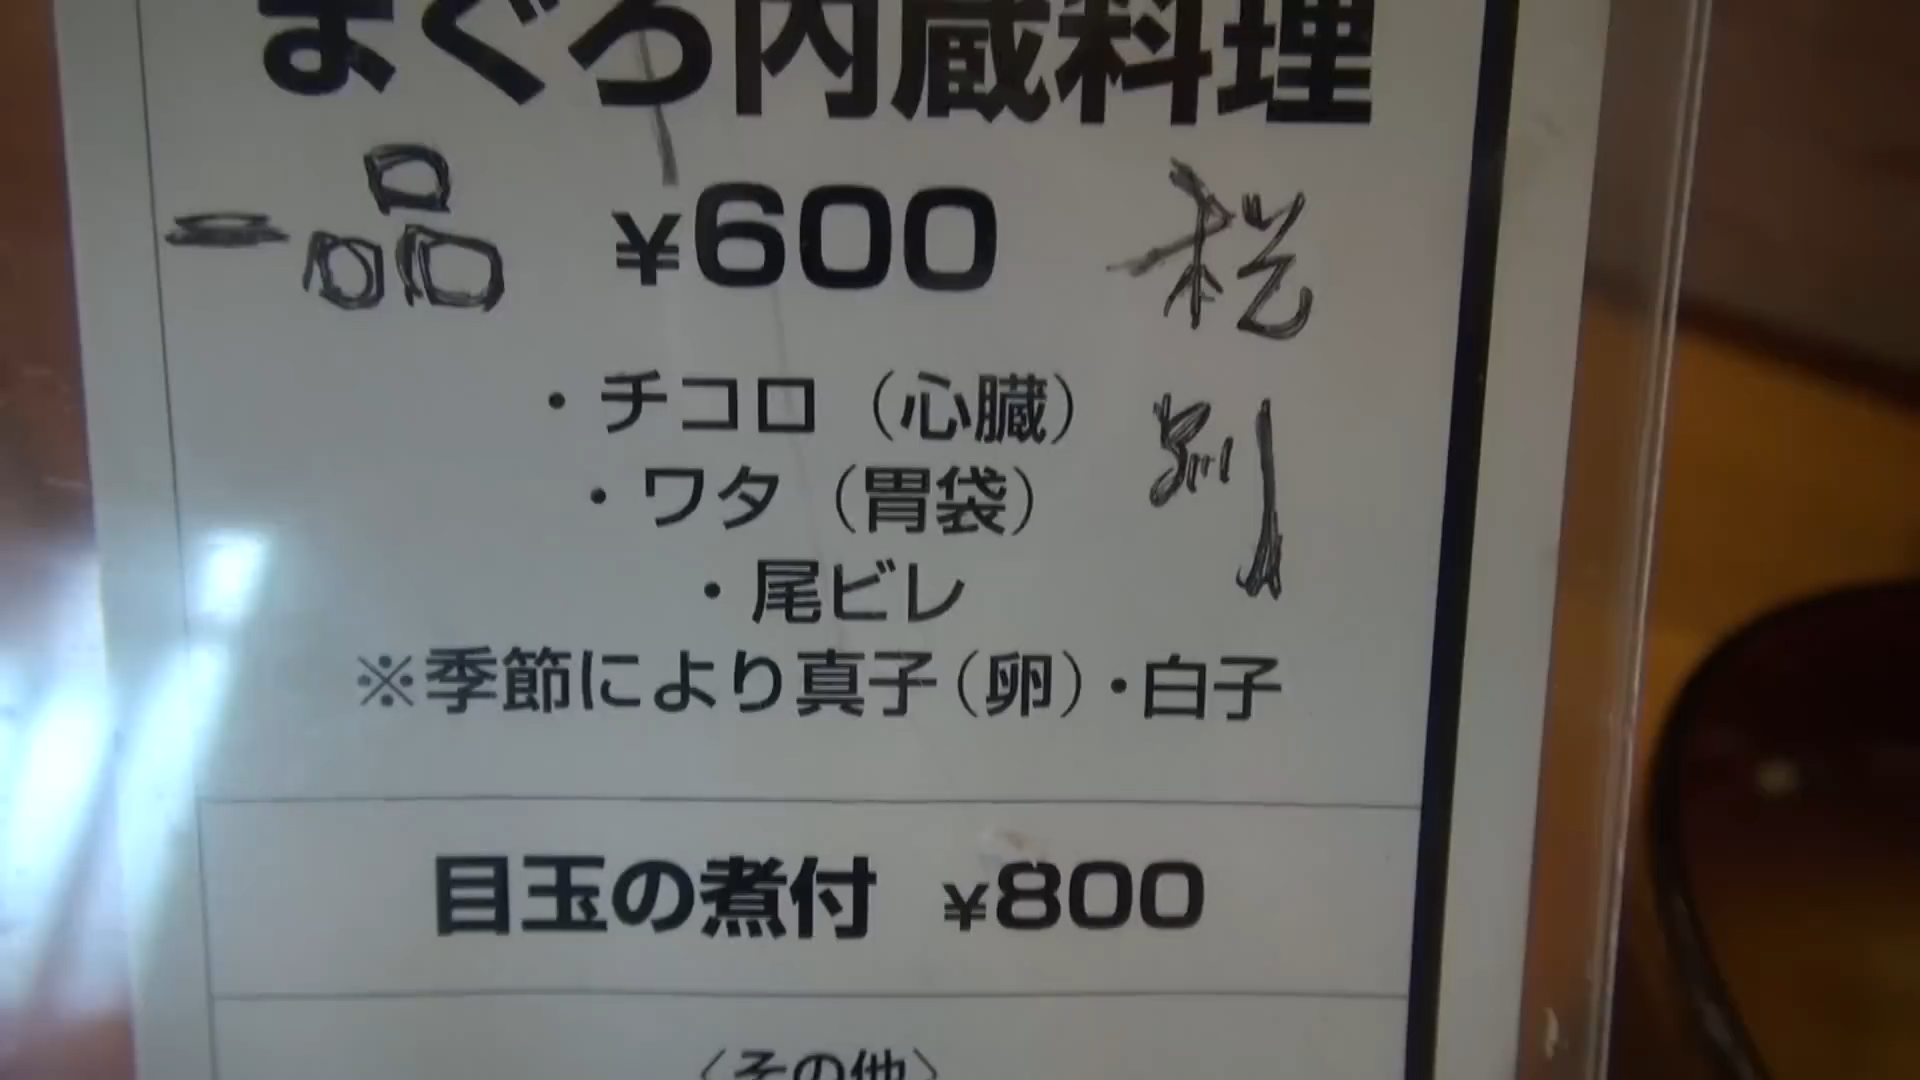 まぐろ内蔵料理
一品 ¥600 税別
・チコロ（心臓）
・ワタ（胃袋）
・尾ビレ
※季節により真子（卵）・白子
目玉の煮付 ¥800
〈その他〉